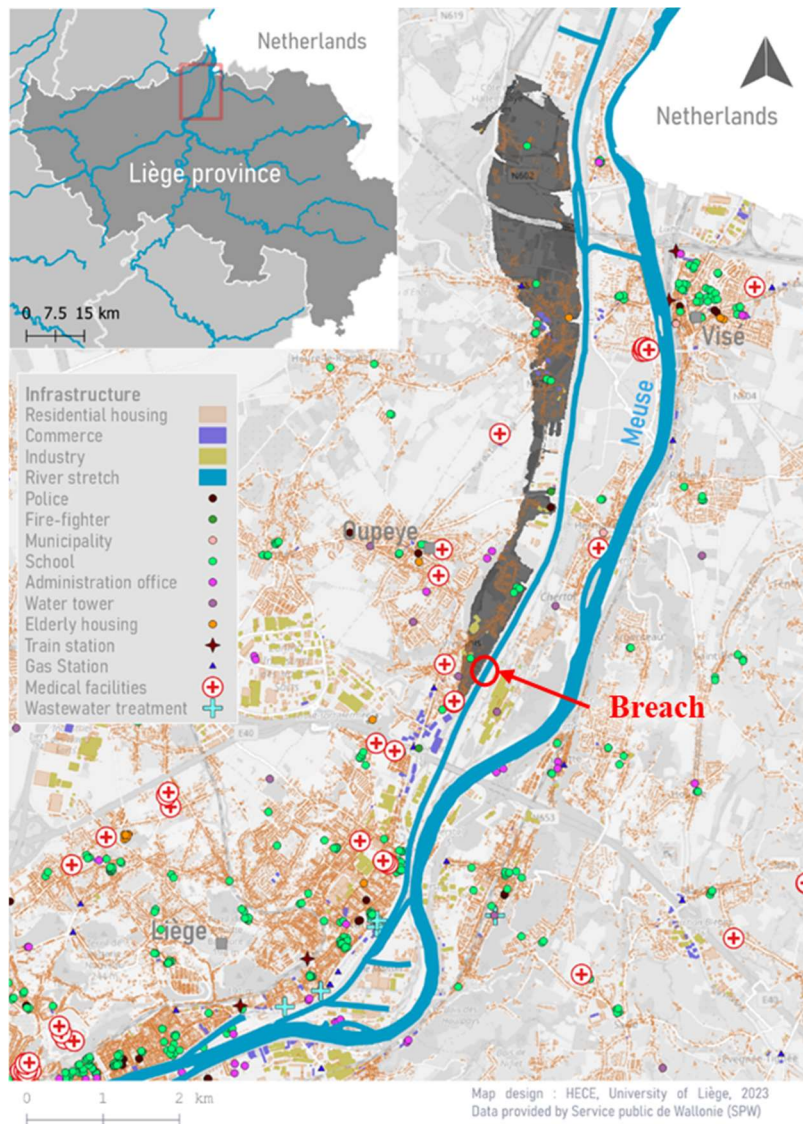 Netherlands
Liège province
0 7.5 15 km
N619
Netherlands
N602
Visé
N604
Meuse
Infrastructure
Residential housing
Commerce
Industry
River stretch
Police
Fire-fighter
Municipality
School
Administration office
Water tower
Elderly housing
Train station
Gas Station
Medical facilities
Wastewater treatment
Oupeye
Breach
E40
N653
Liège
E40
0 1 2 km
Map design : HECE, University of Liège, 2023
Data provided by Service public de Wallonie (SPW)